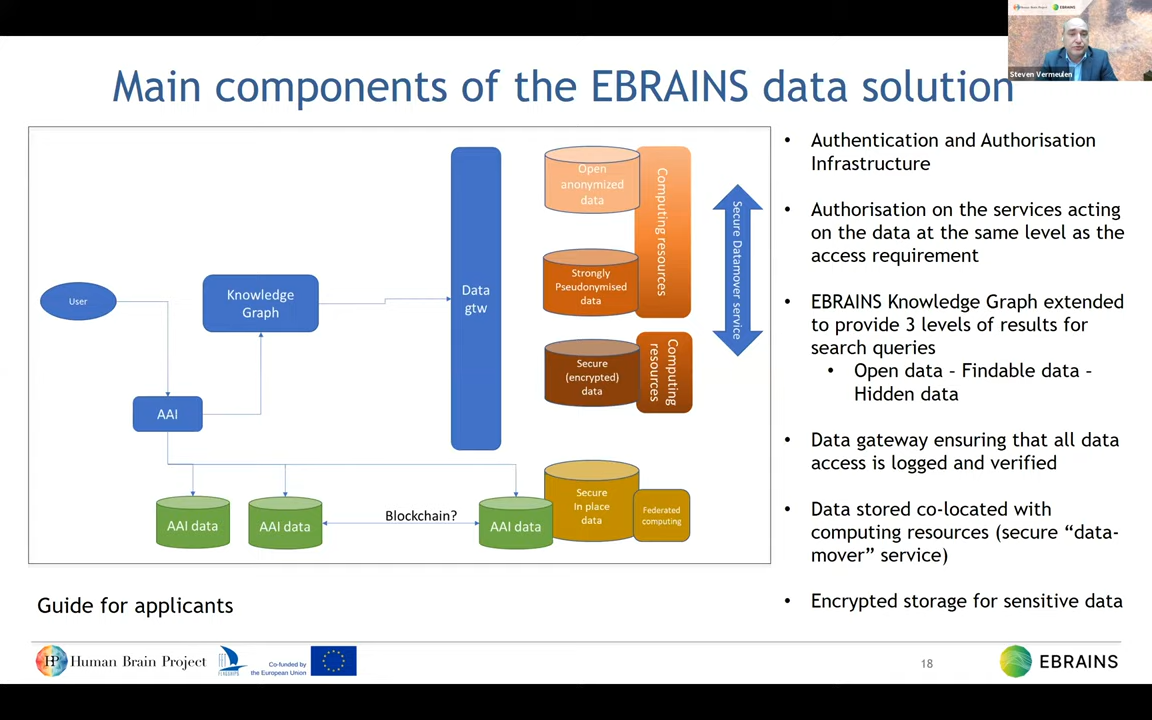 Human Brain Project
EBRAINS
Steven Vermeulen
Main components of the EBRAINS data solution
User
AAI
Knowledge
Graph
Data
gtw
Open
anonymized
data
Computing resources
Strongly
Pseudonymised
data
Secure
(encrypted)
data
Computing
resources
Secure Datamover service
AAI data
AAI data
Blockchain?
AAI data
Secure
In place
data
Federated
computing
• Authentication and Authorisation
Infrastructure
• Authorisation on the services acting
on the data at the same level as the
access requirement
• EBRAINS Knowledge Graph extended
to provide 3 levels of results for
search queries
• Open data – Findable data –
Hidden data
• Data gateway ensuring that all data
access is logged and verified
• Data stored co-located with
computing resources (secure “data-
mover” service)
• Encrypted storage for sensitive data
Guide for applicants
HP Human Brain Project
Co-funded by
the European Union
18
EBRAINS